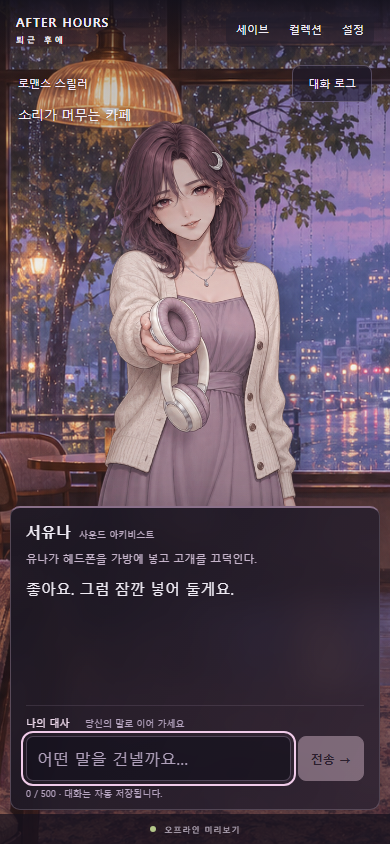 AFTER HOURS
퇴근 후에
세이브 컬렉션 설정
로맨스 스릴러
대화 로그
소리가 머무는 카페
서유나 사운드 아키비스트
유나가 헤드폰을 가방에 넣고 고개를 끄덕인다.
좋아요. 그럼 잠깐 넣어 둘게요.
나의 대사 당신의 말로 이어 가세요
어떤 말을 건넬까요...
전송 →
0 / 500 · 대화는 자동 저장됩니다.
오프라인 미리보기